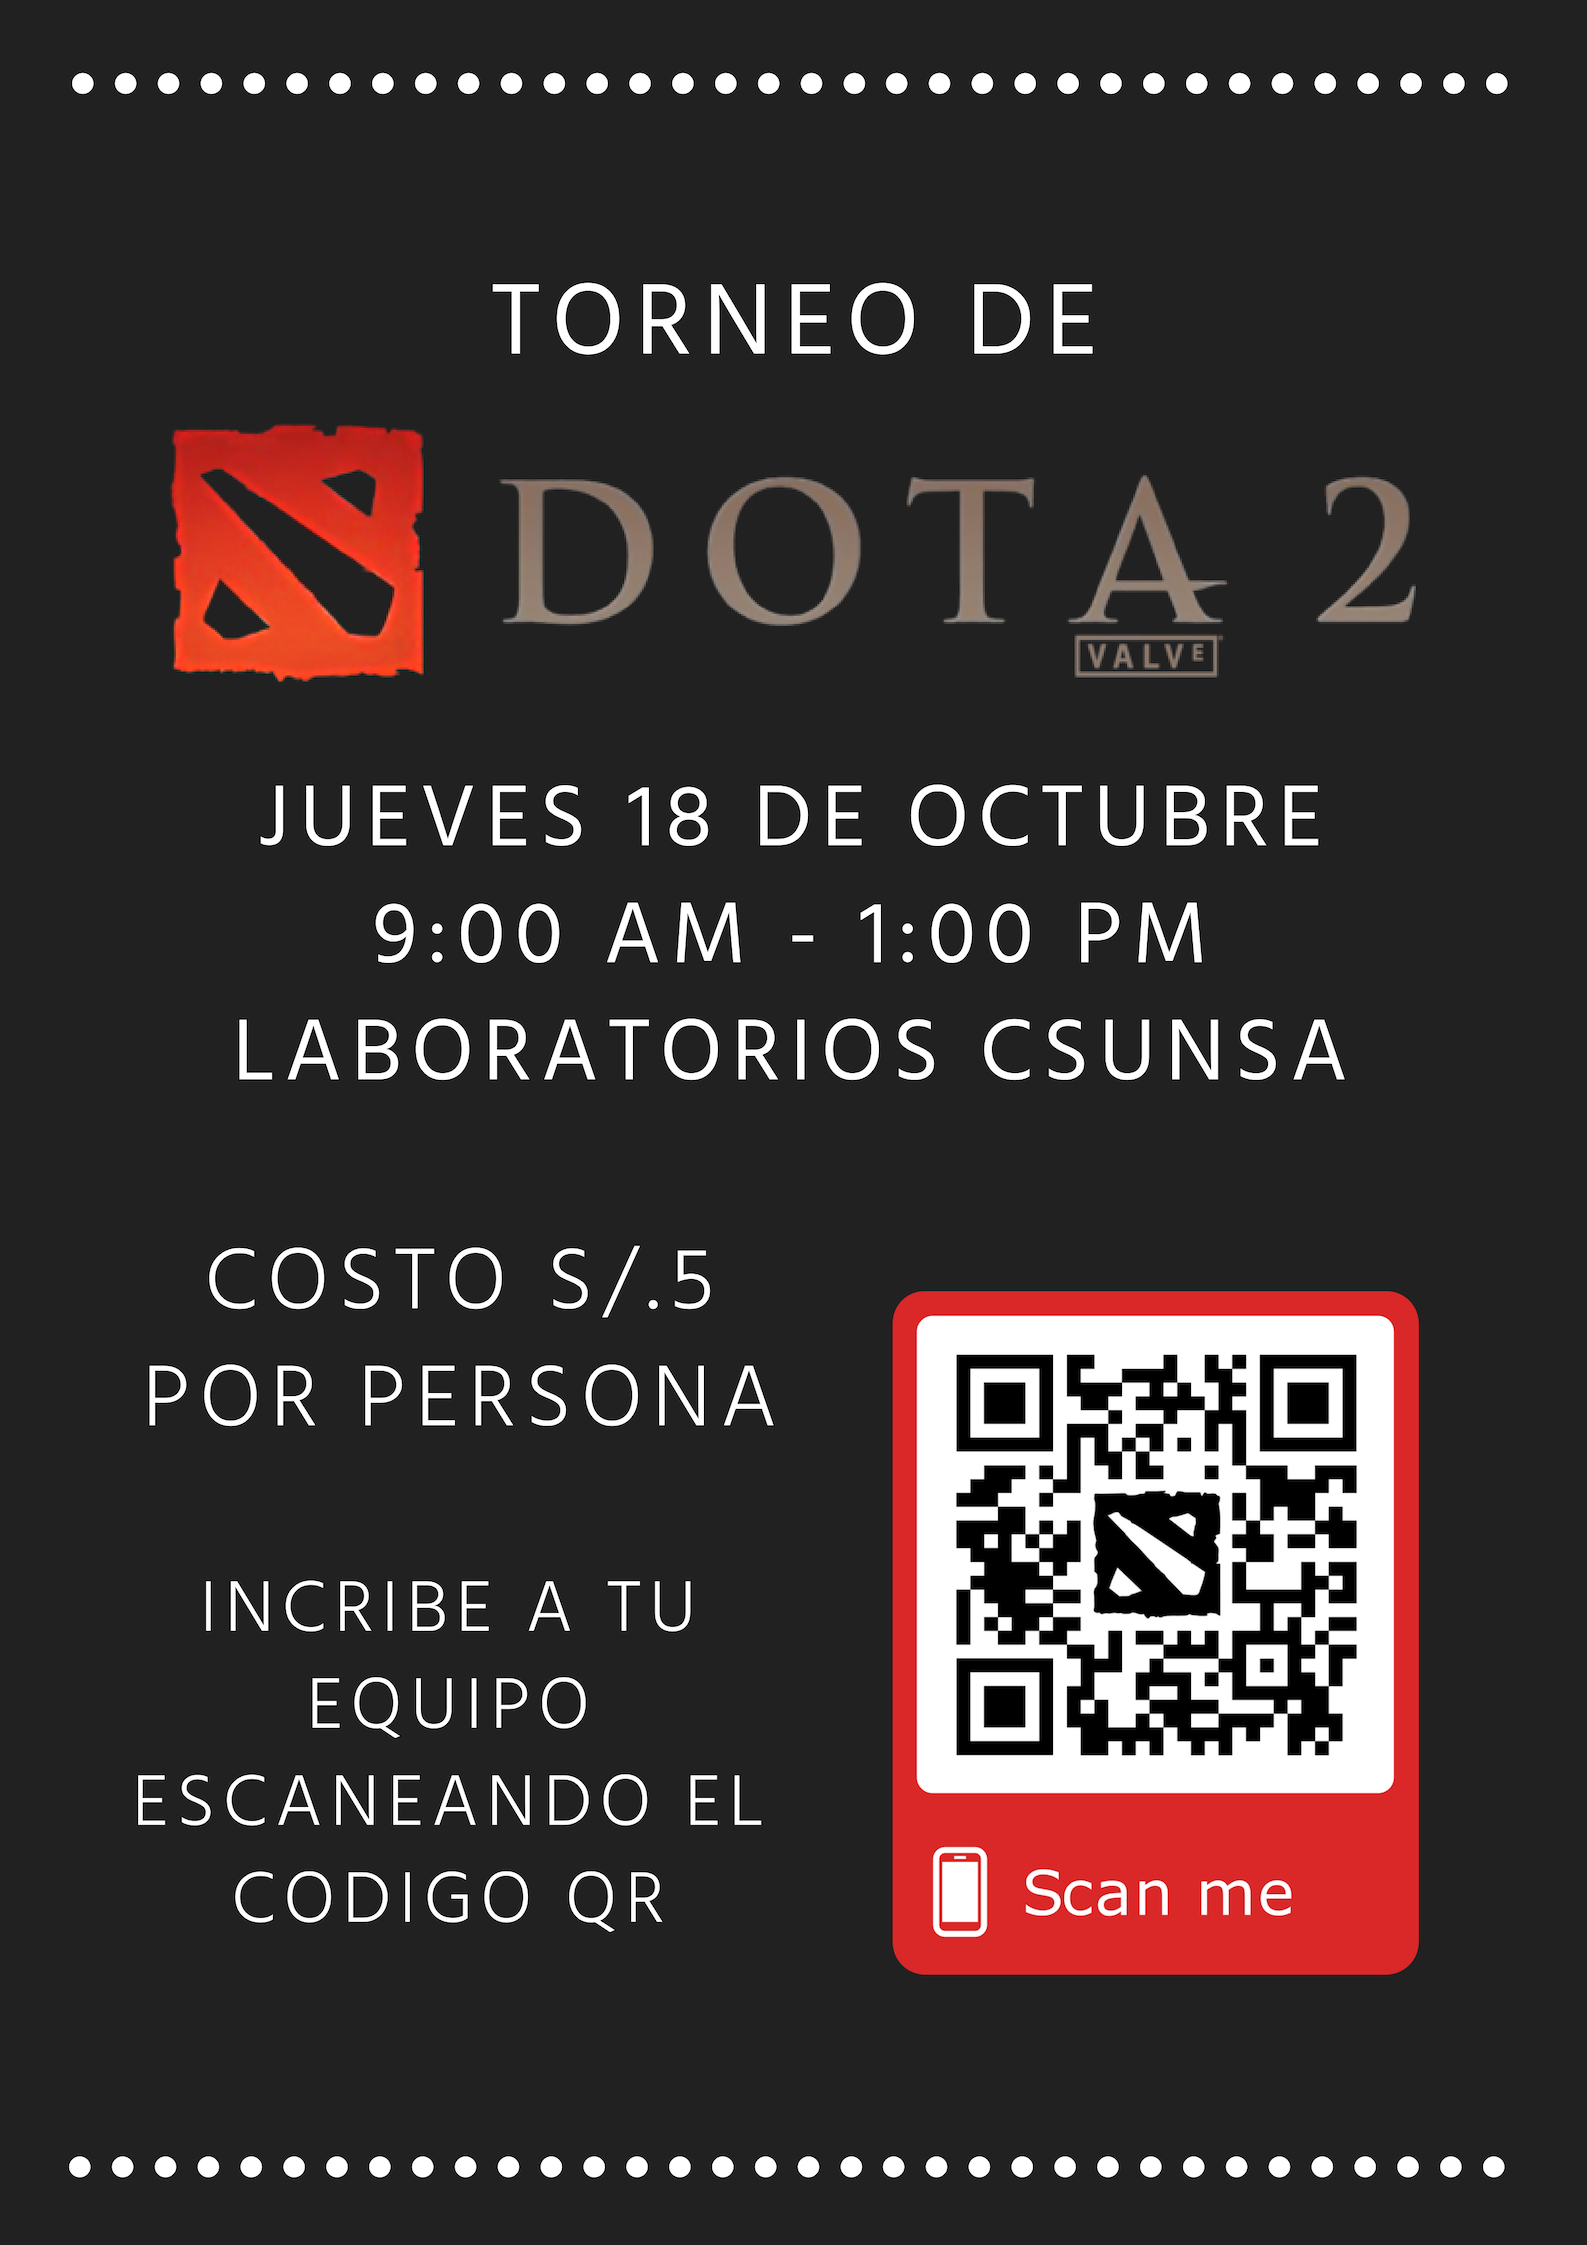 TORNEO DE
DOTA 2
VALVE
JUEVES 18 DE OCTUBRE
9:00 AM - 1:00 PM
LABORATORIOS CSUNSA
COSTO S/.5
POR PERSONA
INCRIBE A TU
EQUIPO
ESCANEANDO EL
CODIGO QR
Scan me